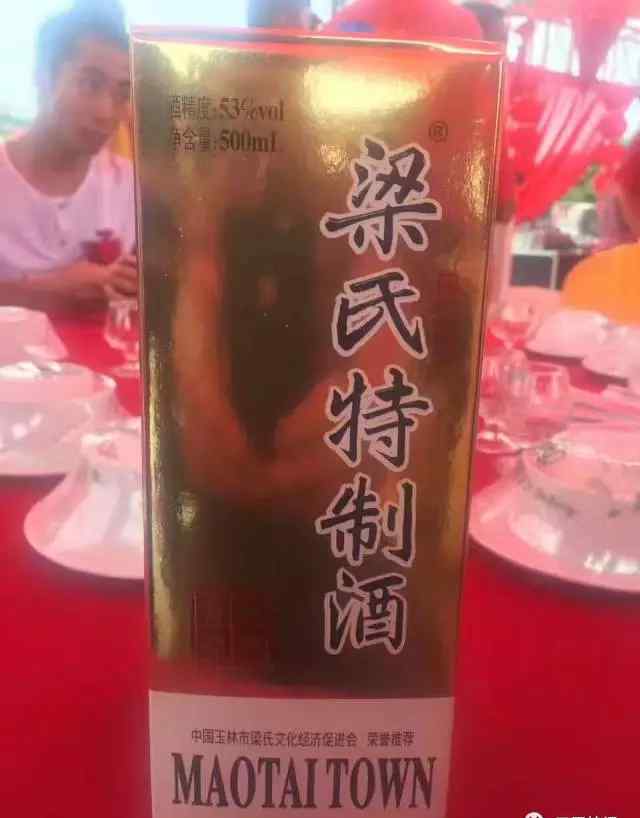 酒精度:53%vol
净含量:500ml
梁氏特制酒®
中国玉林市梁氏文化经济促进会 荣誉推荐
MAOTAI TOWN